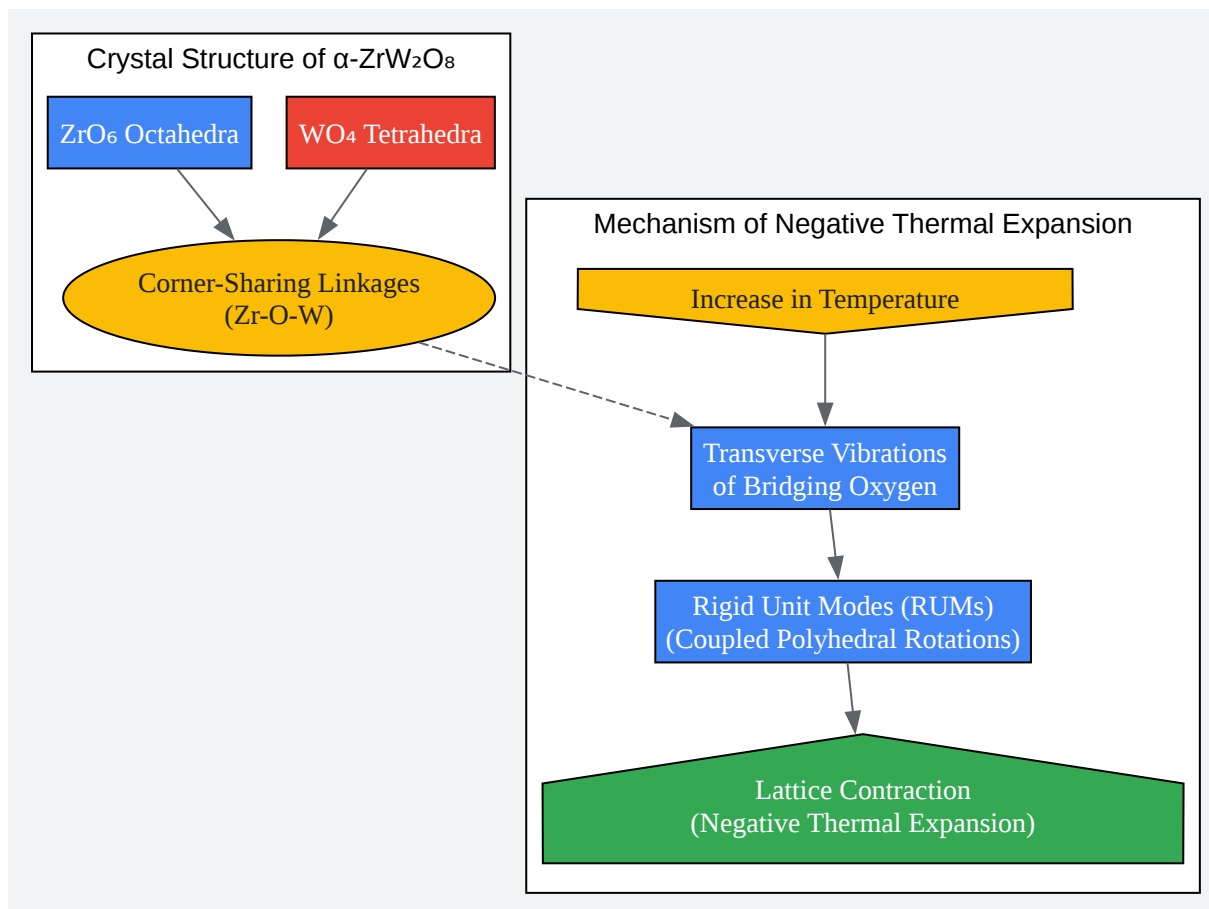 Crystal Structure of α-ZrW₂O₈
ZrO₆ Octahedra
WO₄ Tetrahedra
Corner-Sharing Linkages
(Zr-O-W)
Mechanism of Negative Thermal Expansion
Increase in Temperature
Transverse Vibrations
of Bridging Oxygen
Rigid Unit Modes (RUMs)
(Coupled Polyhedral Rotations)
Lattice Contraction
(Negative Thermal Expansion)